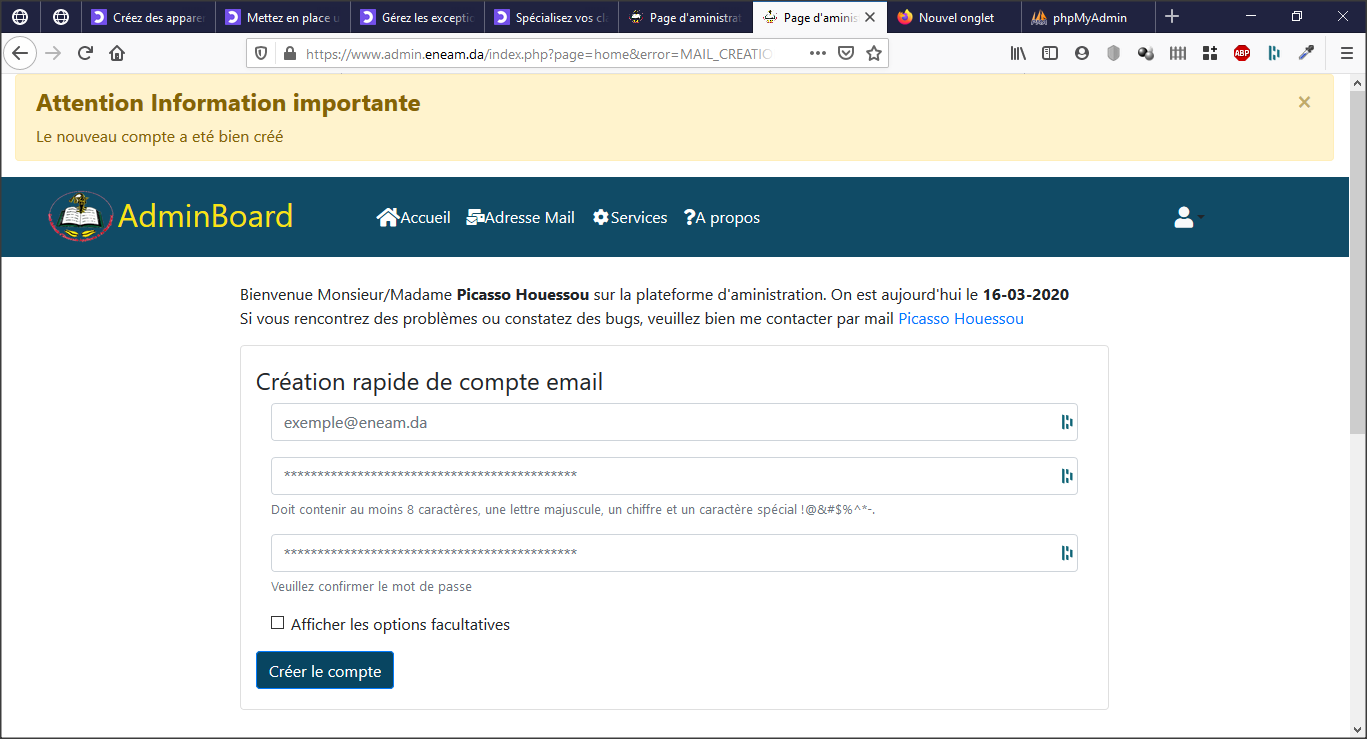 Créez des apparen
Mettez en place u
Gérez les exceptio
Spécialisez vos cla
Page d'aministrat
Page d'aminis
Nouvel onglet
phpMyAdmin
https://www.admin.eneam.da/index.php?page=home&error=MAIL_CREATIO
ABP
Attention Information importante
×
Le nouveau compte a eté bien créé
AdminBoard
Accueil
Adresse Mail
Services
?A propos
Bienvenue Monsieur/Madame Picasso Houessou sur la plateforme d'aministration. On est aujourd'hui le 16-03-2020
Si vous rencontrez des problèmes ou constatez des bugs, veuillez bien me contacter par mail Picasso Houessou
Création rapide de compte email
exemple@eneam.da
********************************************
Doit contenir au moins 8 caractères, une lettre majuscule, un chiffre et un caractère spécial !@&#$%^*-.
********************************************
Veuillez confirmer le mot de passe
Afficher les options facultatives
Créer le compte